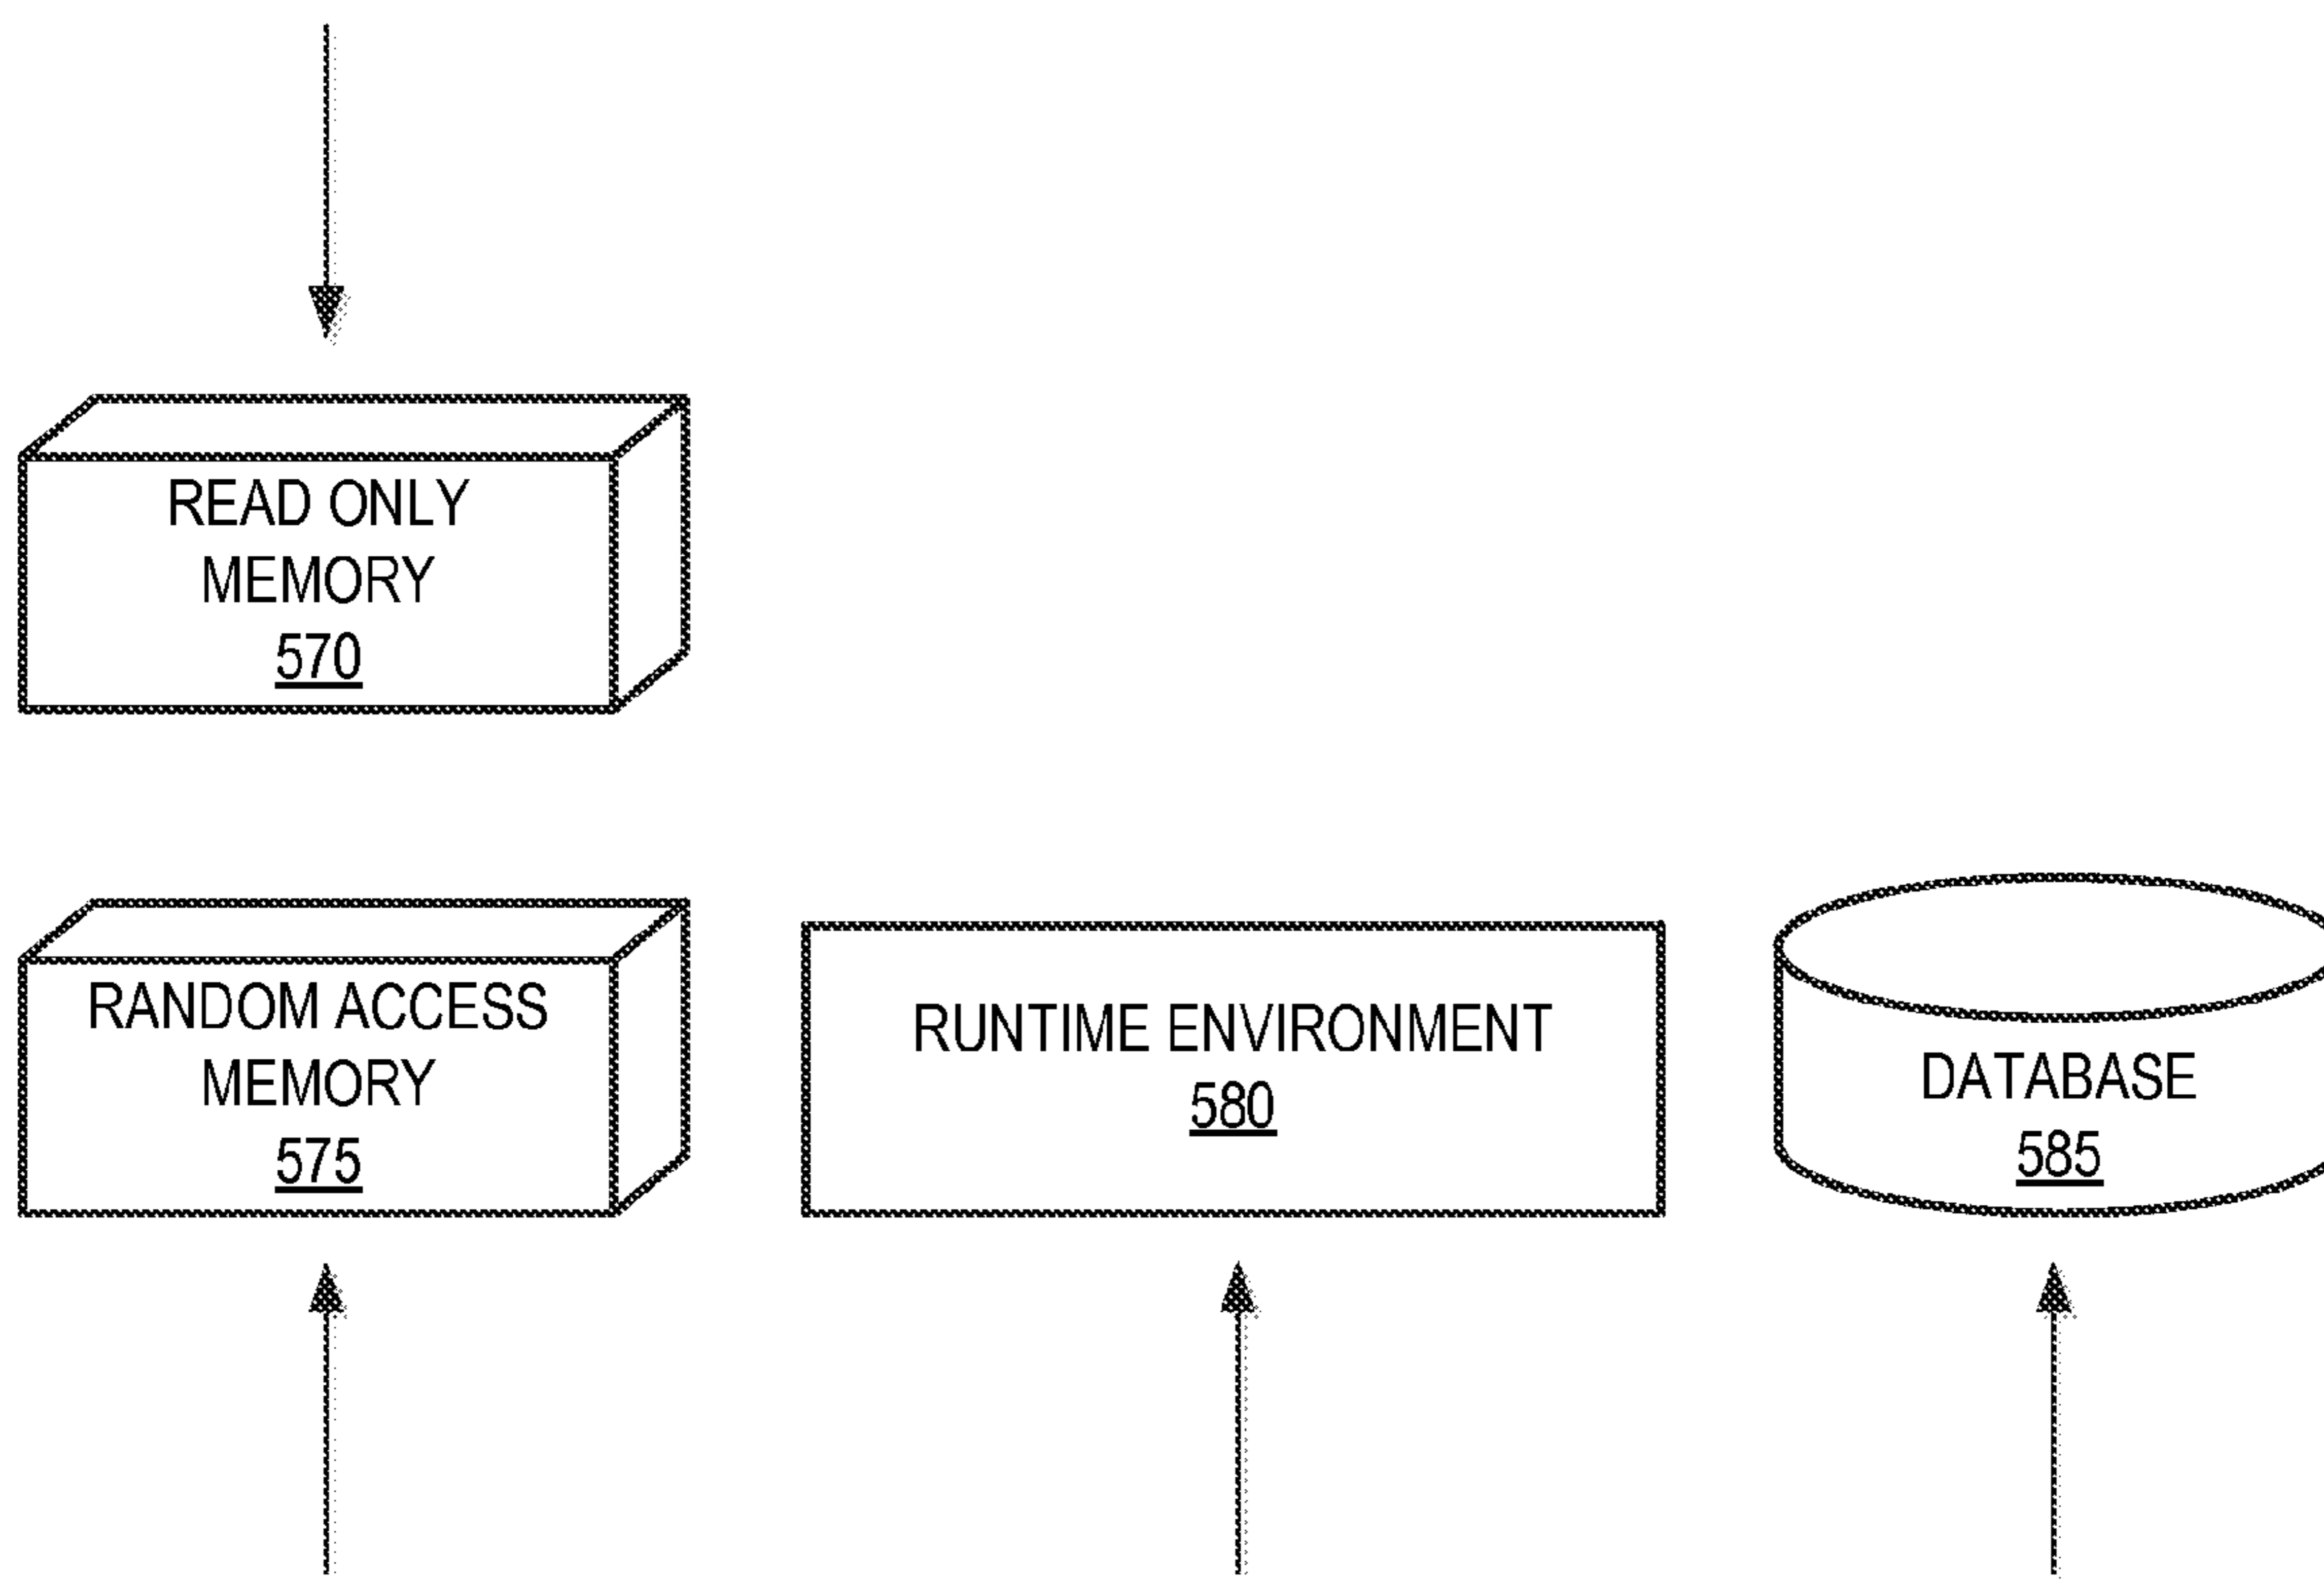 READ ONLY
MEMORY
570
RANDOM ACCESS
MEMORY
575
RUNTIME ENVIRONMENT
580
DATABASE
585